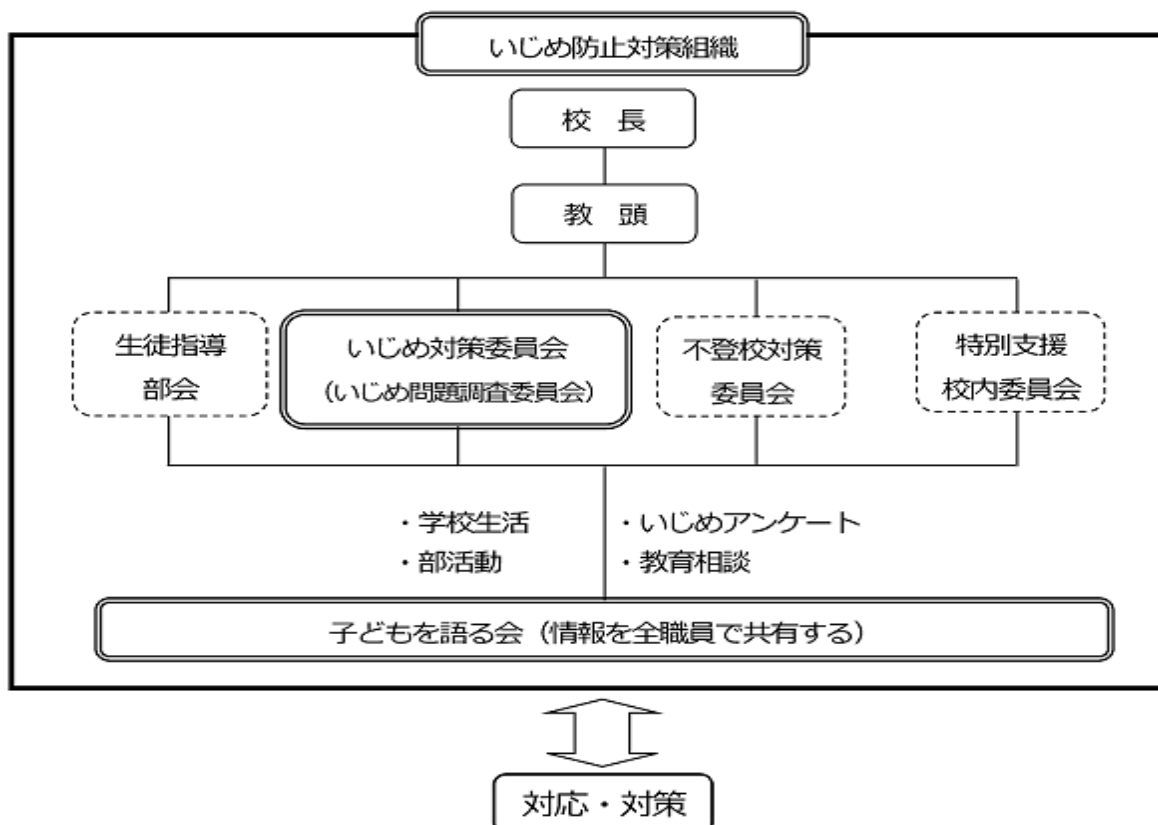 いじめ防止対策組織
校　長
教　頭
生徒指導
部会
いじめ対策委員会
（いじめ問題調査委員会）
不登校対策
委員会
特別支援
校内委員会
・学校生活
・部活動
・いじめアンケート
・教育相談
子どもを語る会（情報を全職員で共有する）
対応・対策